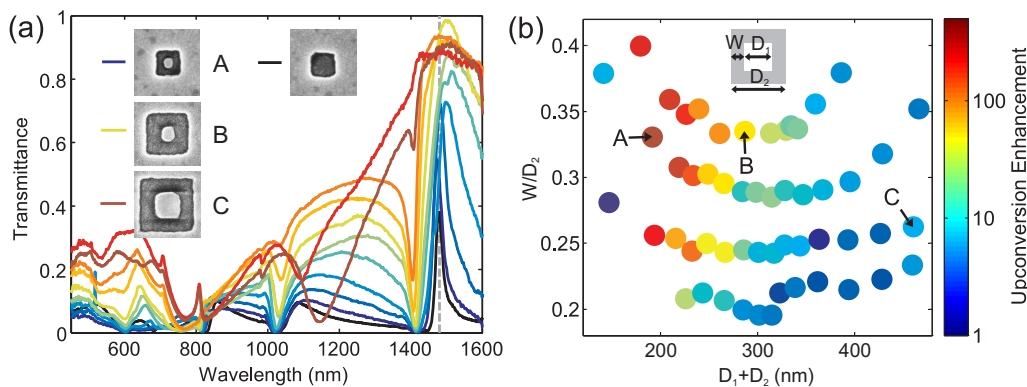 (a)
A
B
C
Transmittance
1
0.8
0.6
0.4
0.2
0
600
800
1000
1200
1400
1600
Wavelength (nm)
(b)
W
D₁
D₂
A
B
C
W/D₂
0.4
0.35
0.3
0.25
0.2
200
300
400
D₁+D₂ (nm)
100
10
1
Upconversion Enhancement